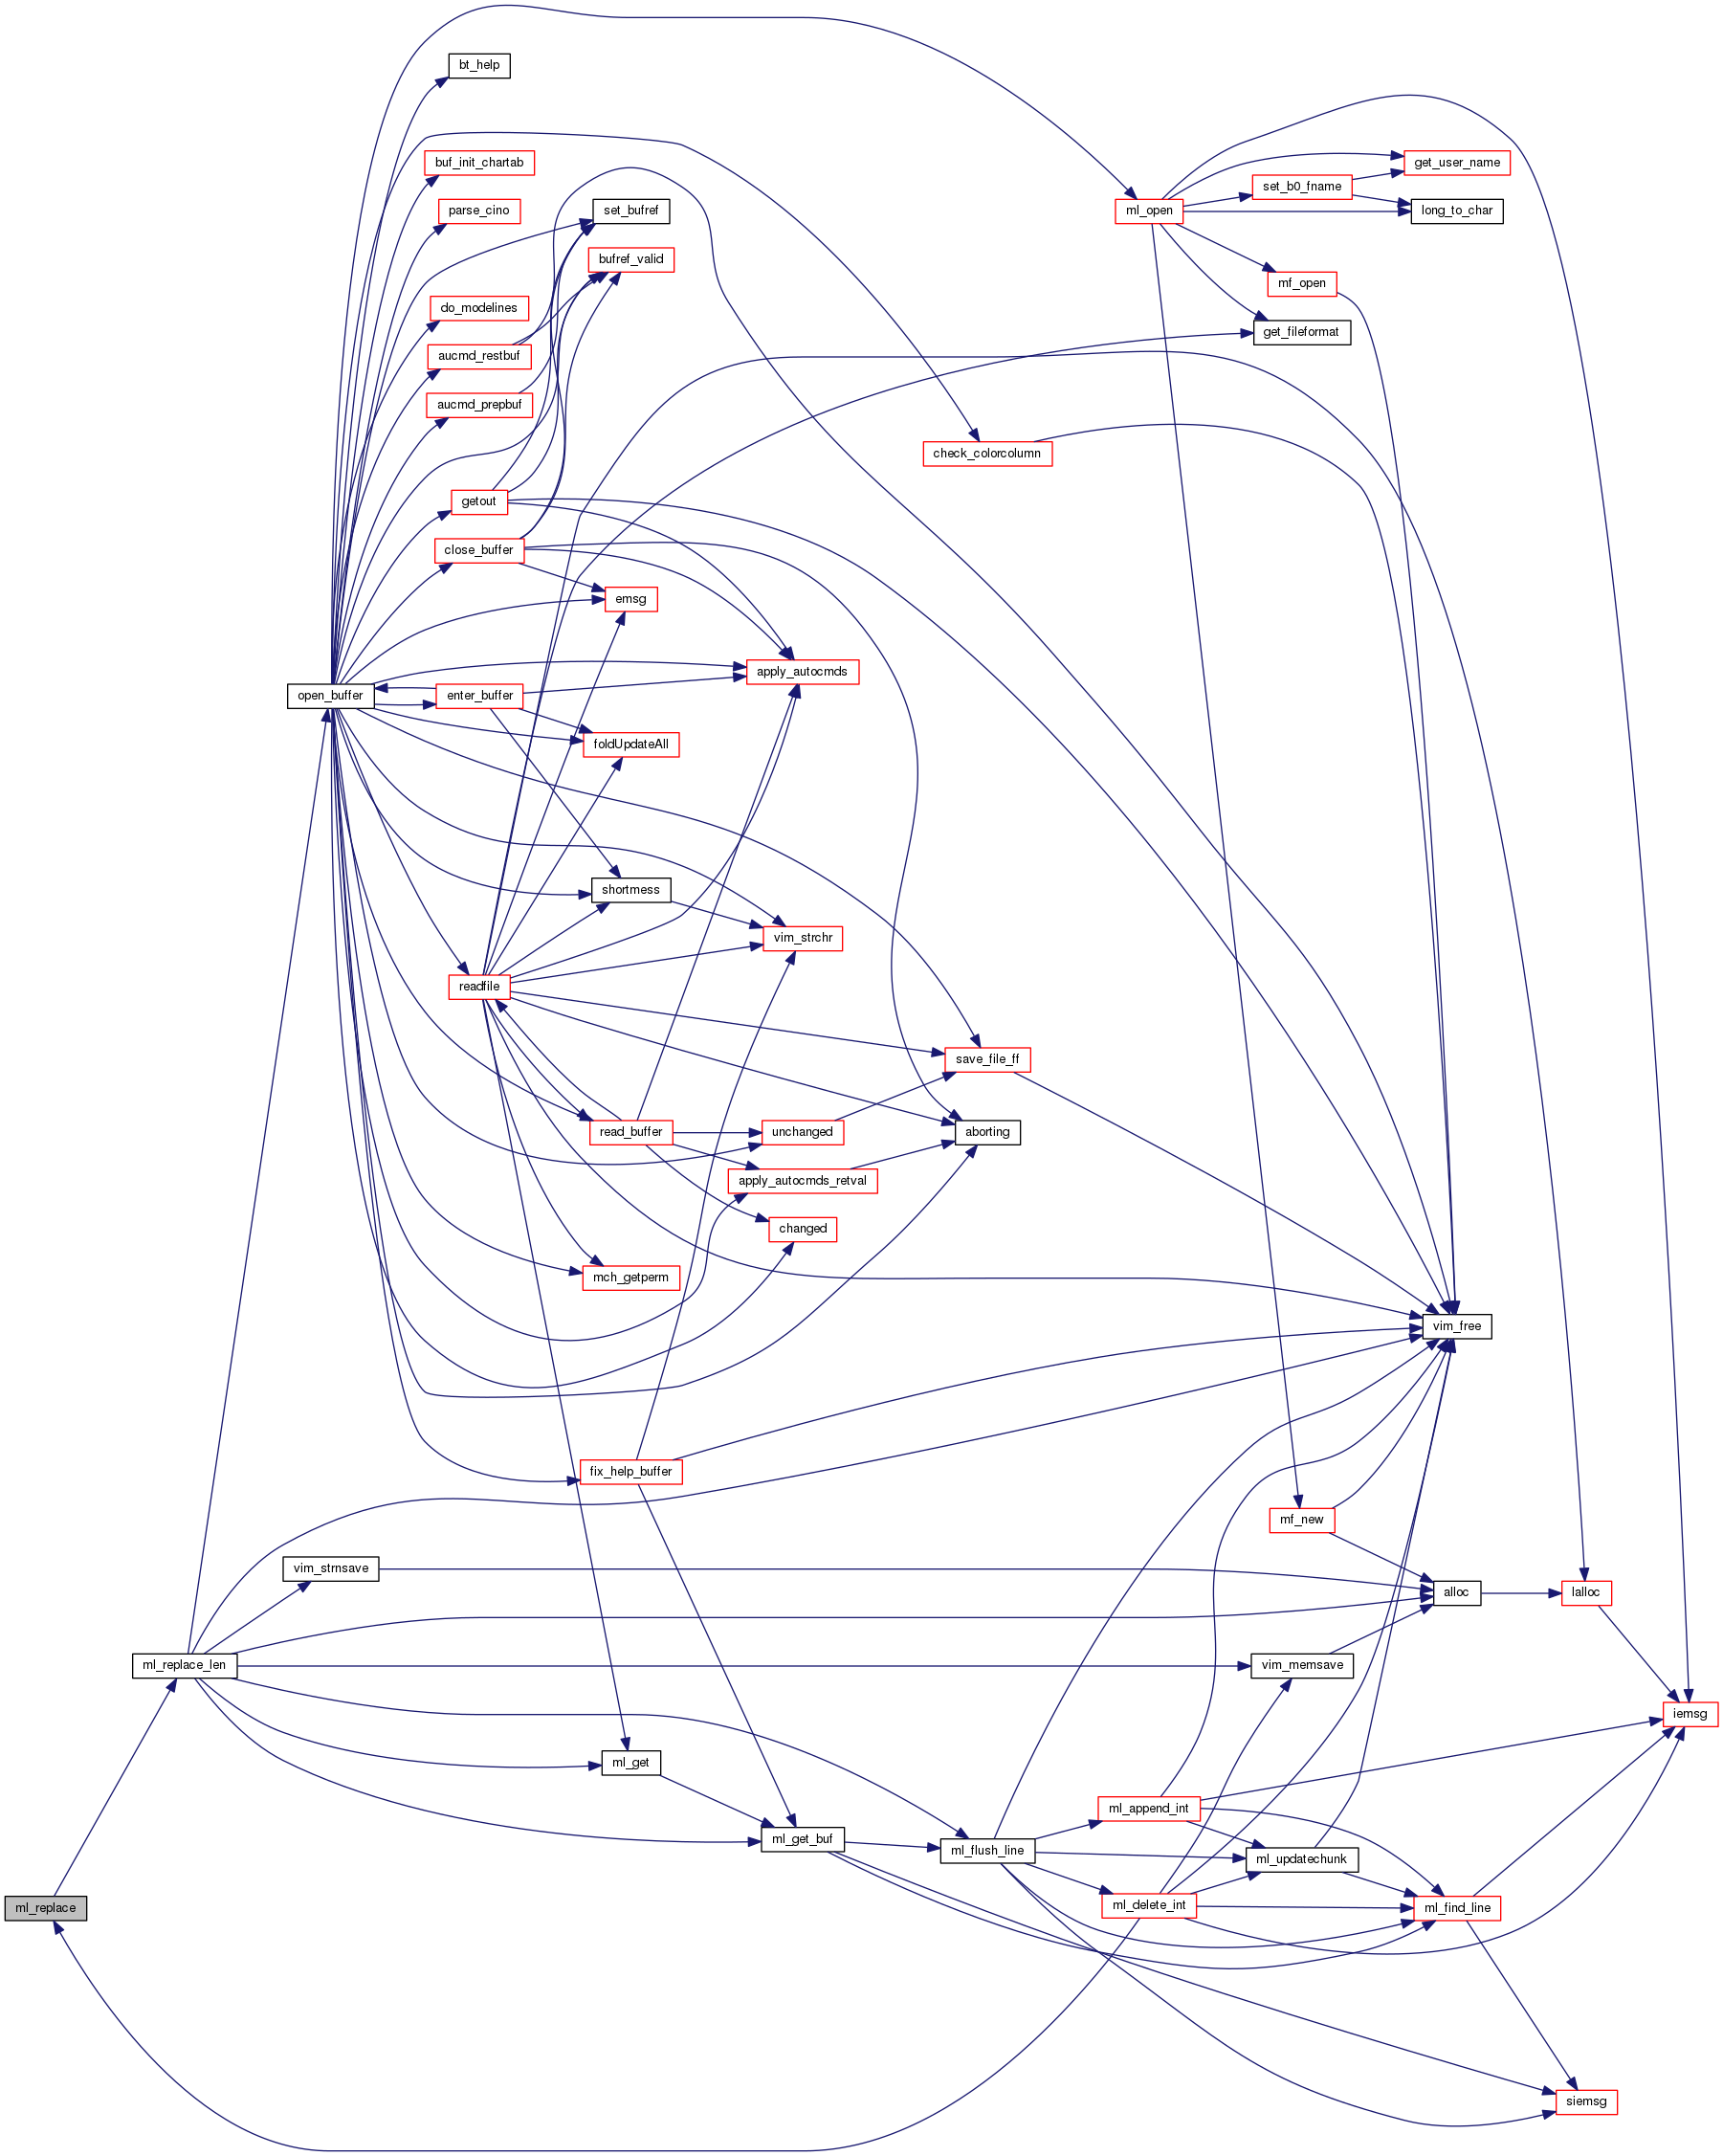 bt_help
buf_init_chartab
get_user_name
set_b0_fname
parse_cino
set_bufref
ml_open
long_to_char
bufref_valid
mf_open
do_modelines
get_fileformat
aucmd_restbuf
aucmd_prepbuf
check_colorcolumn
getout
close_buffer
emsg
apply_autocmds
open_buffer
enter_buffer
foldUpdateAll
shortmess
vim_strchr
readfile
save_file_ff
read_buffer
unchanged
aborting
apply_autocmds_retval
changed
mch_getperm
vim_free
fix_help_buffer
mf_new
vim_strnsave
alloc
lalloc
ml_replace_len
vim_memsave
iemsg
ml_get
ml_append_int
ml_get_buf
ml_flush_line
ml_updatechunk
ml_delete_int
ml_replace
ml_find_line
siemsg